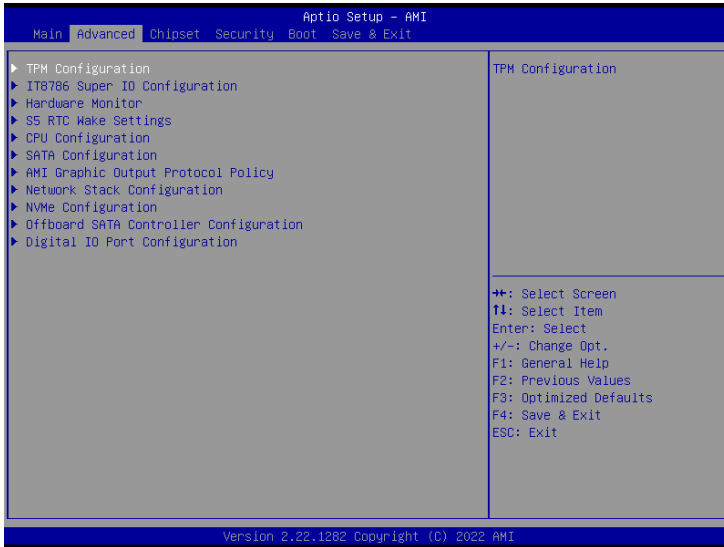 Aptio Setup – AMI
Main Advanced Chipset Security Boot Save & Exit
▶ TPM Configuration
▶ IT8786 Super IO Configuration
▶ Hardware Monitor
▶ S5 RTC Wake Settings
▶ CPU Configuration
▶ SATA Configuration
▶ AMI Graphic Output Protocol Policy
▶ Network Stack Configuration
▶ NVMe Configuration
▶ Offboard SATA Controller Configuration
▶ Digital IO Port Configuration
TPM Configuration
→←: Select Screen
↑↓: Select Item
Enter: Select
+/-: Change Opt.
F1: General Help
F2: Previous Values
F3: Optimized Defaults
F4: Save & Exit
ESC: Exit
Version 2.22.1282 Copyright (C) 2022 AMI